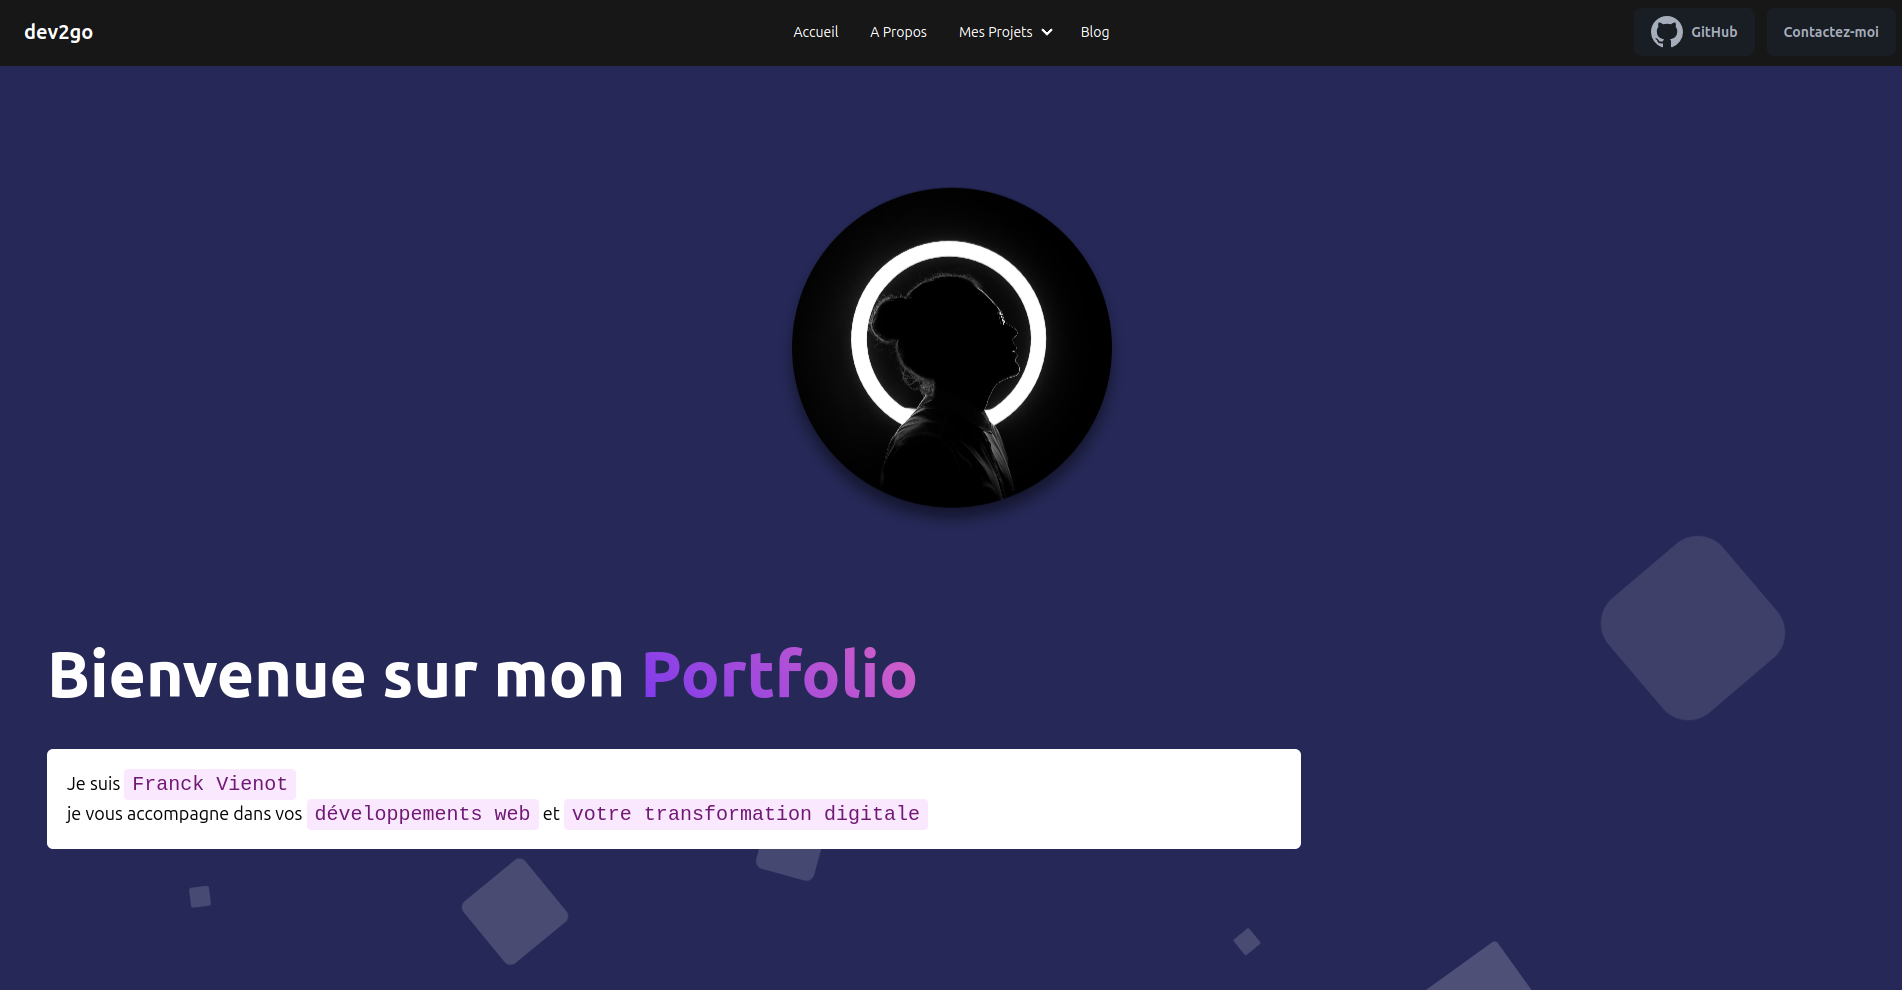 dev2go
Accueil
A Propos
Mes Projets
Blog
GitHub
Contactez-moi
Bienvenue sur mon Portfolio
Je suis Franck Vienot
je vous accompagne dans vos développements web et votre transformation digitale